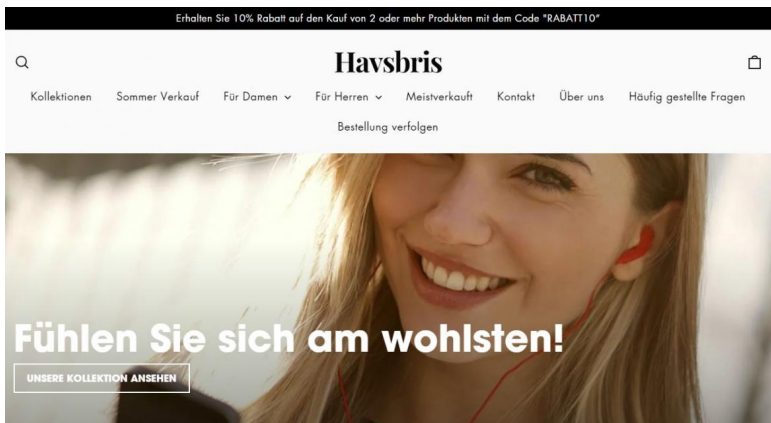 Erhalten Sie 10% Rabatt auf den Kauf von 2 oder mehr Produkten mit dem Code "RABATT10"
Havsbris
Kollektionen Sommer Verkauf Für Damen Für Herren Meistverkauft Kontakt Über uns Häufig gestellte Fragen
Bestellung verfolgen
Fühlen Sie sich am wohlsten!
UNSERE KOLLEKTION ANSEHEN